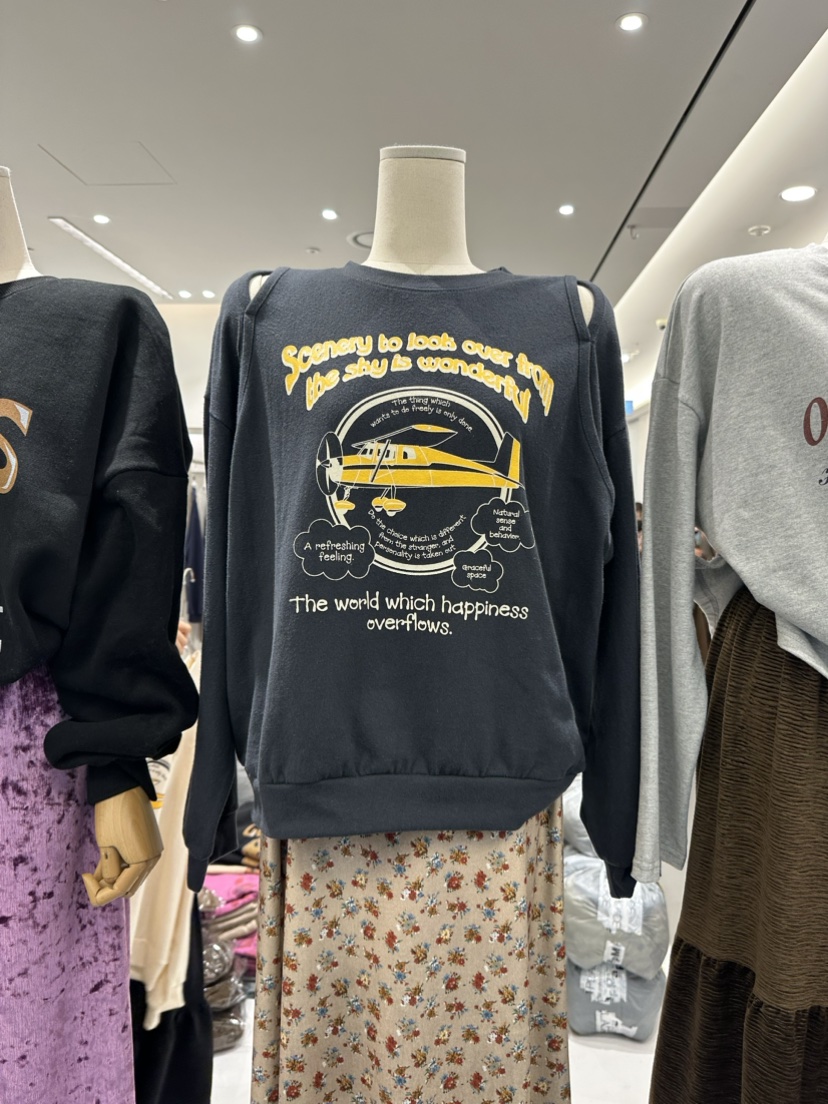 Scenery to look over from
the sky is wonderful
The thing which
wants to do freely is only done
Do the choice which is different
from the stranger, and
personality is taken out
Natural
sense
and
behavior.
A refreshing
feeling.
Graceful
space
The world which happiness
overflows.
S
O